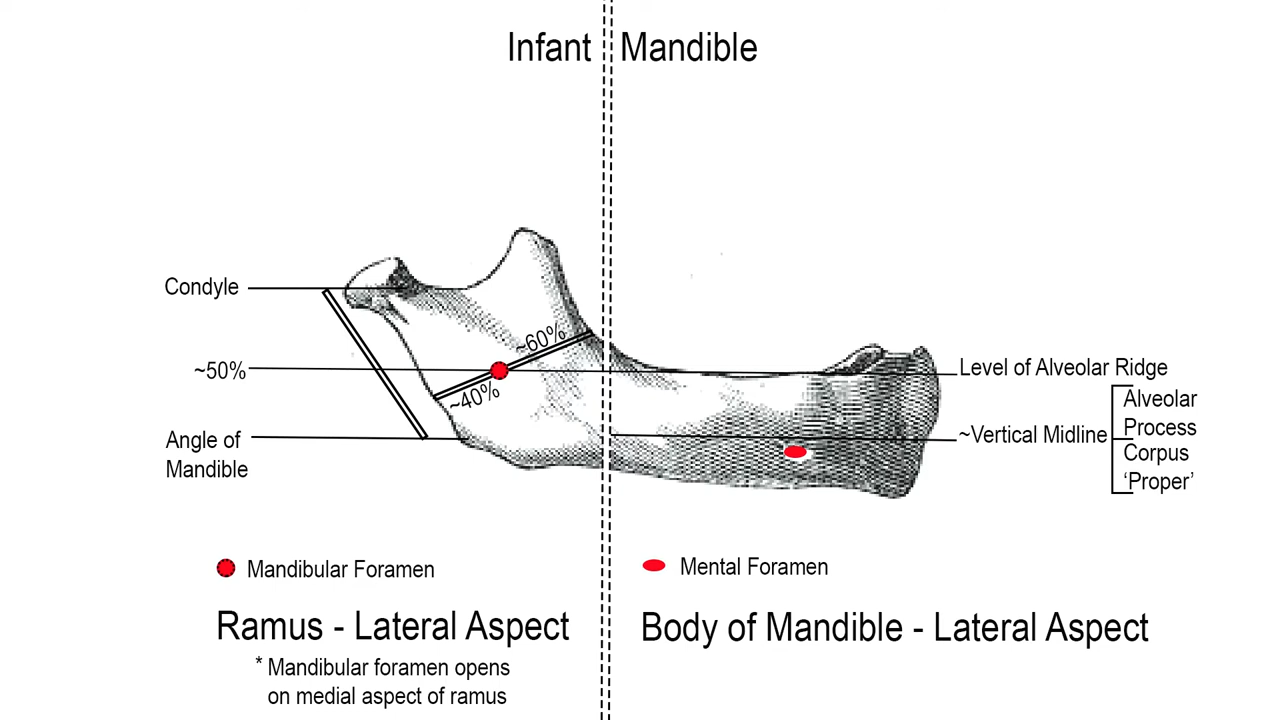 Infant Mandible
Condyle
~60%
~50%
~40%
Angle of
Mandible
Level of Alveolar Ridge
~Vertical Midline
Alveolar
Process
Corpus
‘Proper’
Mandibular Foramen
Ramus - Lateral Aspect
* Mandibular foramen opens
on medial aspect of ramus
Mental Foramen
Body of Mandible - Lateral Aspect